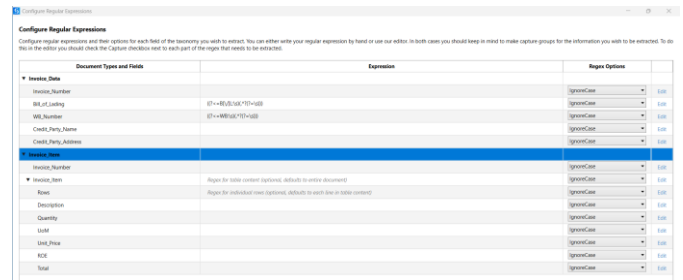 Configure Regular Expressions
Configure Regular Expressions
Configure regular expressions and their options for each field of the taxonomy you wish to extract. You can either write your regular expression by hand or use our editor. In both cases you should keep in mind to make capture-groups for the information you wish to be extracted. To do
this in the editor you should check the Capture checkbox next to each part of the regex that needs to be extracted.
Document Types and Fields Expression Regex Options
Invoice_Data
Invoice_Number IgnoreCase Edit
Bill_of_Lading IgnoreCase Edit
WB_Number IgnoreCase Edit
Credit_Party_Name IgnoreCase Edit
Credit_Party_Address IgnoreCase Edit
Invoice_Item
Invoice_Number IgnoreCase Edit
Invoice_Item Regex for table content (optional, defaults to entire document) IgnoreCase Edit
Rows Regex for individual rows (optional, defaults to each line in table content) IgnoreCase Edit
Description IgnoreCase Edit
Quantity IgnoreCase Edit
UoM IgnoreCase Edit
Unit_Price IgnoreCase Edit
ROE IgnoreCase Edit
Total IgnoreCase Edit